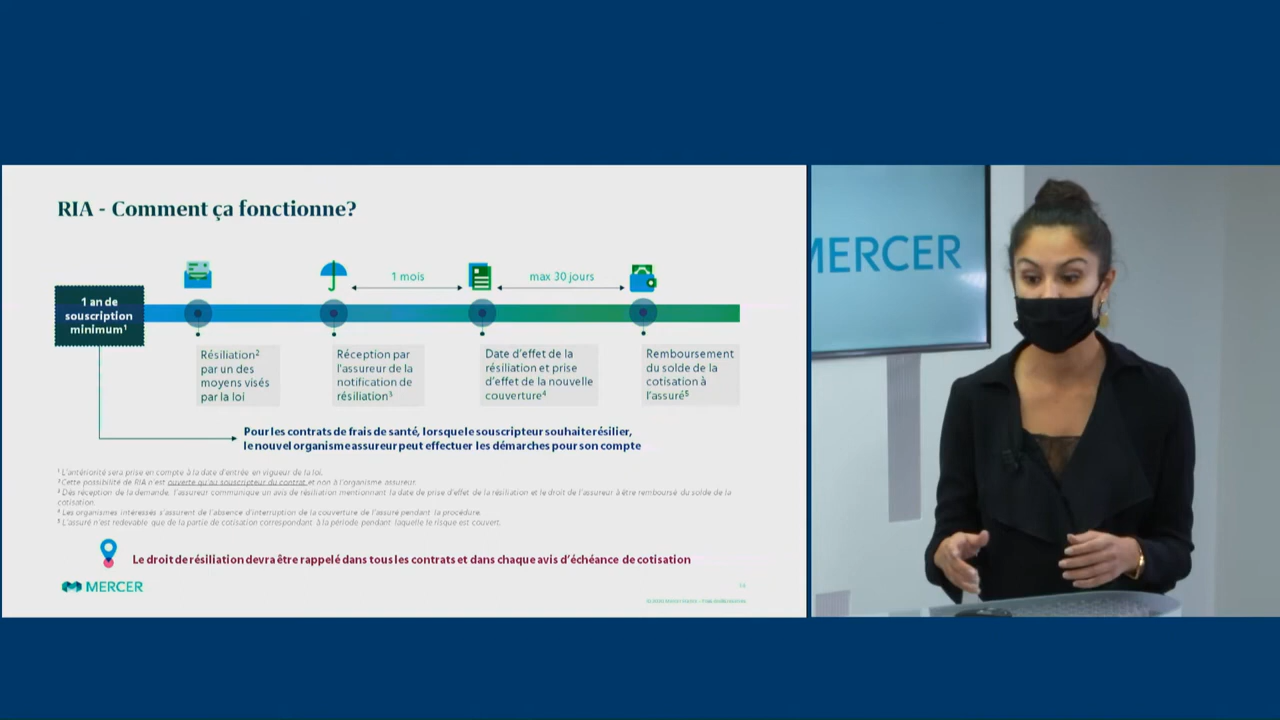 RIA - Comment ça fonctionne?
1 mois
max 30 jours
1 an de
souscription
minimum¹
Résiliation²
par un des
moyens visés
par la loi
Réception par
l'assureur de la
notification de
résiliation³
Date d'effet de la
résiliation et prise
d'effet de la nouvelle
couverture⁴
Remboursement
du solde de la
cotisation à
l'assuré⁵
Pour les contrats de frais de santé, lorsque le souscripteur souhaite résilier,
le nouvel organisme assureur peut effectuer les démarches pour son compte
¹ L'antériorité sera prise en compte à la date d'entrée en vigueur de la loi.
Cette possibilité de RIA n'est ouverte qu'au souscripteur du contrat et non à l'organisme assureur.
Dès réception de la demande, l'assureur communique un avis de résiliation mentionnant la date de prise d'effet de la résiliation et le droit de l'assureur à être remboursé du solde de la
cotisation.
⁴ Les organismes intéressés s'assurent de l'absence d'interruption de la couverture de l'assuré pendant la procédure.
⁵ L'assuré n'est redevable que de la partie de cotisation correspondant à la période pendant laquelle le risque est couvert.
Le droit de résiliation devra être rappelé dans tous les contrats et dans chaque avis d'échéance de cotisation
MERCER
MERCER